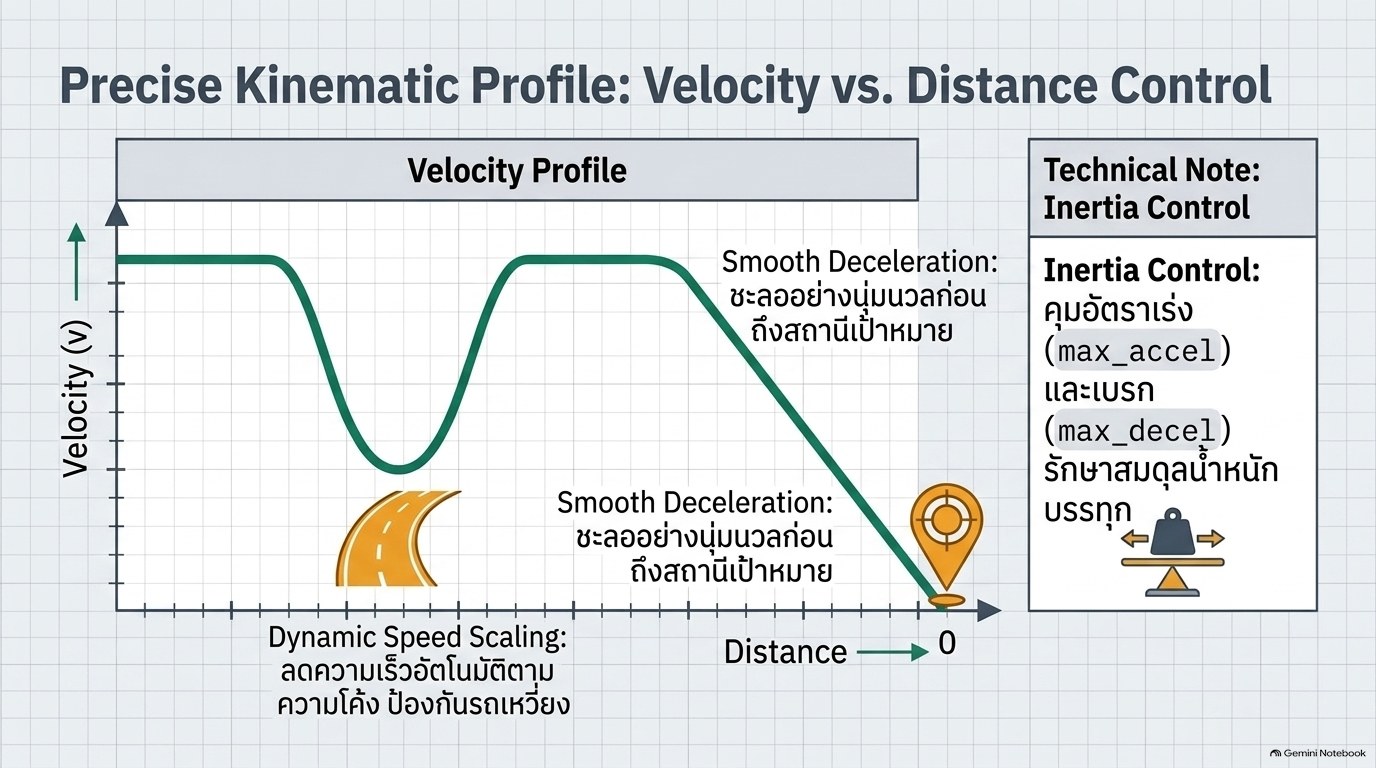 Precise Kinematic Profile: Velocity vs. Distance Control
Velocity Profile
Velocity (v)
Smooth Deceleration:
ชะลออย่างนุ่มนวลก่อน
ถึงสถานีเป้าหมาย
Smooth Deceleration:
ชะลออย่างนุ่มนวลก่อน
ถึงสถานีเป้าหมาย
Dynamic Speed Scaling:
ลดความเร็วอัตโนมัติตาม
ความโค้ง ป้องกันรถเหวี่ยง
Distance
0
Technical Note:
Inertia Control
Inertia Control:
คุมอัตราเร่ง
(max_accel)
และเบรก
(max_decel)
รักษาสมดุลน้ำหนัก
บรรทุก
Gemini Notebook